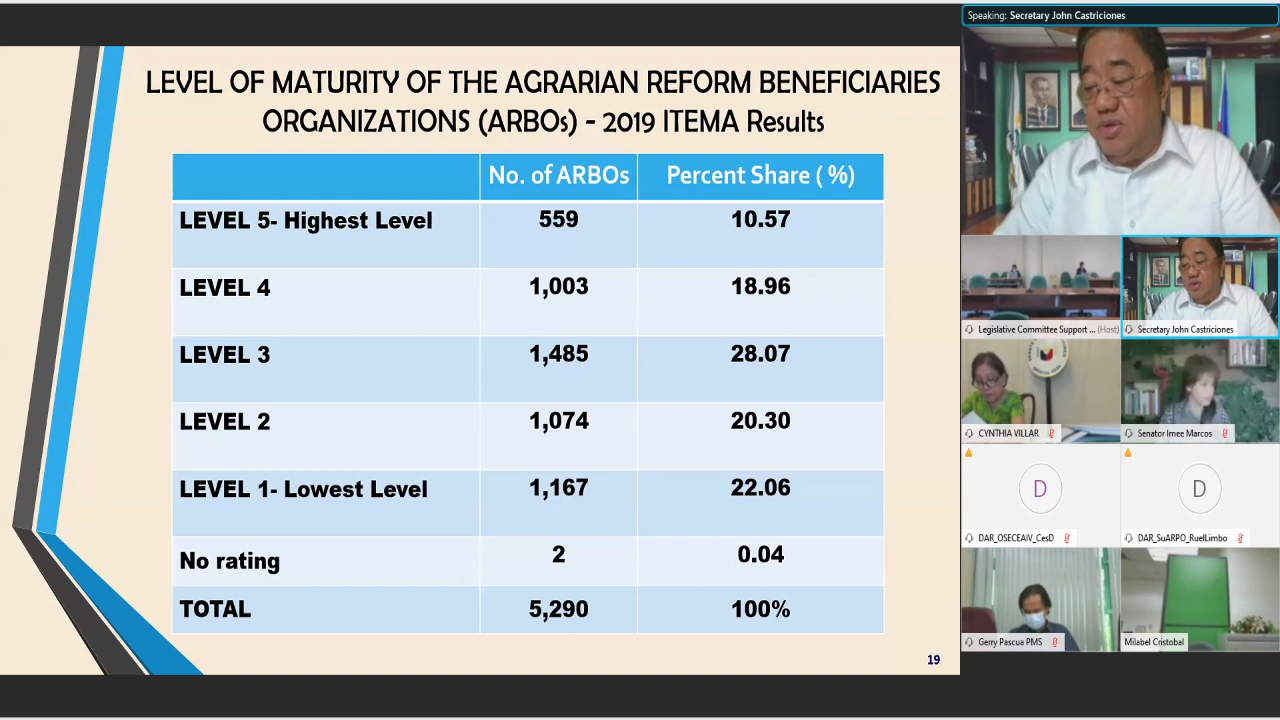 LEVEL OF MATURITY OF THE AGRARIAN REFORM BENEFICIARIES
ORGANIZATIONS (ARBOs) - 2019 ITEMA Results
No. of ARBOs Percent Share ( %)
LEVEL 5- Highest Level 559 10.57
LEVEL 4 1,003 18.96
LEVEL 3 1,485 28.07
LEVEL 2 1,074 20.30
LEVEL 1- Lowest Level 1,167 22.06
No rating 2 0.04
TOTAL 5,290 100%
19
Speaking: Secretary John Castriciones
Legislative Committee Support ... (Host)
Secretary John Castriciones
CYNTHIA VILLAR
Senator Imee Marcos
D
DAR_OSECEAIV_CesD
D
DAR_SuARPO_RuelLimbo
Gerry Pascua PMS
Milabel Cristobal